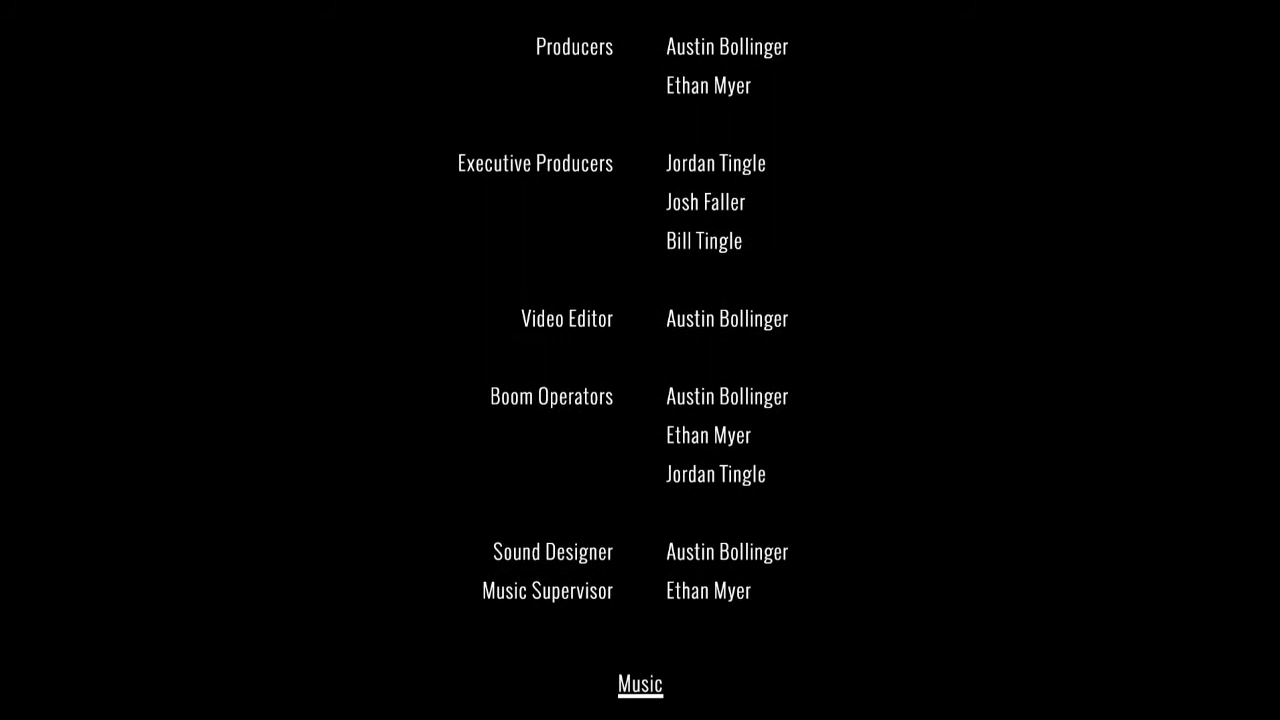 Producers Austin Bollinger
Ethan Myer
Executive Producers Jordan Tingle
Josh Faller
Bill Tingle
Video Editor Austin Bollinger
Boom Operators Austin Bollinger
Ethan Myer
Jordan Tingle
Sound Designer Austin Bollinger
Music Supervisor Ethan Myer
Music